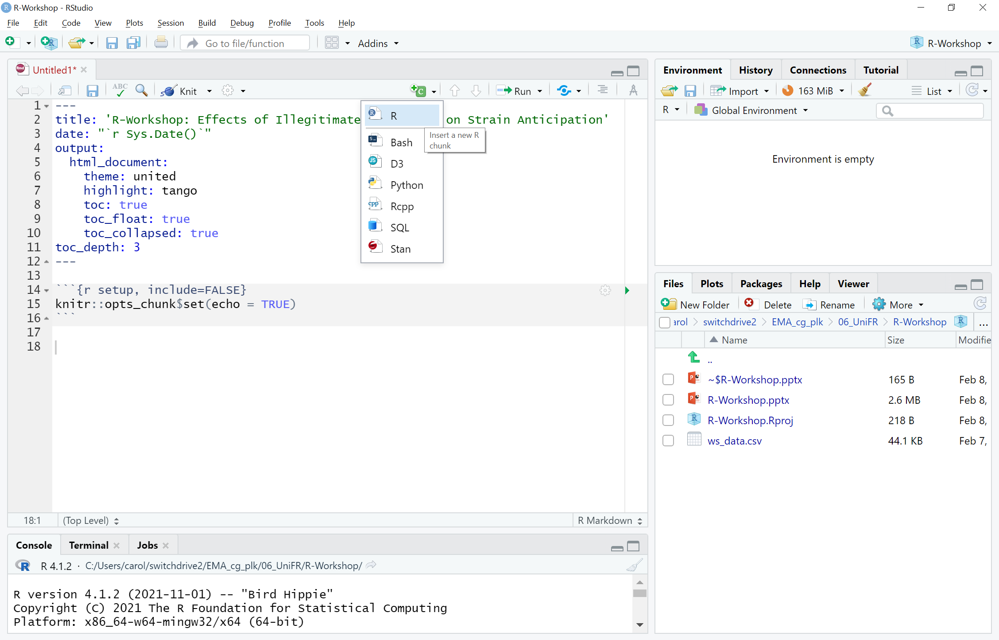 R-Workshop - RStudio
File Edit Code View Plots Session Build Debug Profile Tools Help
Go to file/function Addins R-Workshop
Untitled1*
ABC Knit Run
1 ---
2 title: 'R-Workshop: Effects of Illegitimate on Strain Anticipation'
3 date: "`r Sys.Date()`"
4 output:
5 html_document:
6 theme: united
7 highlight: tango
8 toc: true
9 toc_float: true
10 toc_collapsed: true
11 toc_depth: 3
12 ---
13
14 ```{r setup, include=FALSE}
15 knitr::opts_chunk$set(echo = TRUE)
16 ```
17
18
R
Insert a new R
chunk
Bash
D3
Python
Rcpp
SQL
Stan
18:1 (Top Level) R Markdown
Console Terminal Jobs
R 4.1.2 · C:/Users/carol/switchdrive2/EMA_cg_plk/06_UniFR/R-Workshop/
R version 4.1.2 (2021-11-01) -- "Bird Hippie"
Copyright (C) 2021 The R Foundation for Statistical Computing
Platform: x86_64-w64-mingw32/x64 (64-bit)
Environment History Connections Tutorial
Import 163 MiB List
R Global Environment
Environment is empty
Files Plots Packages Help Viewer
New Folder Delete Rename More
arol switchdrive2 EMA_cg_plk 06_UniFR R-Workshop ...
Name Size Modifie
..
~$R-Workshop.pptx 165 B Feb 8,
R-Workshop.pptx 2.6 MB Feb 8,
R-Workshop.Rproj 218 B Feb 8,
ws_data.csv 44.1 KB Feb 7,